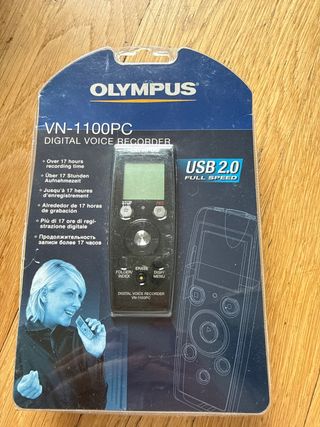 OLYMPUS
VN-1100PC
DIGITAL VOICE RECORDER
USB 2.0
FULL SPEED
• Over 17 hours
recording time
• Über 17 Stunden
Aufnahmezeit
• Jusqu'à 17 heures
d'enregistrement
• Alrededor de 17 horas
de grabación
• Più di 17 ore di regi-
strazione digitale
• Продолжительность
записи более 17 часов
STOP
REC
ERASE
FOLDER/
INDEX
DISP/
MENU
DIGITAL VOICE RECORDER
VN-1100PC